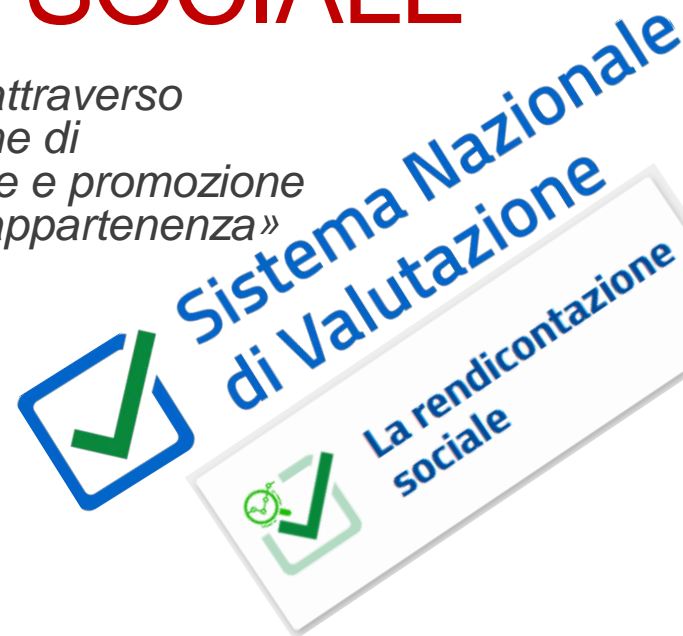 SOCIALE
attraverso
ne di
e e promozione
appartenenza»
Sistema Nazionale
di Valutazione
La rendicontazione
sociale